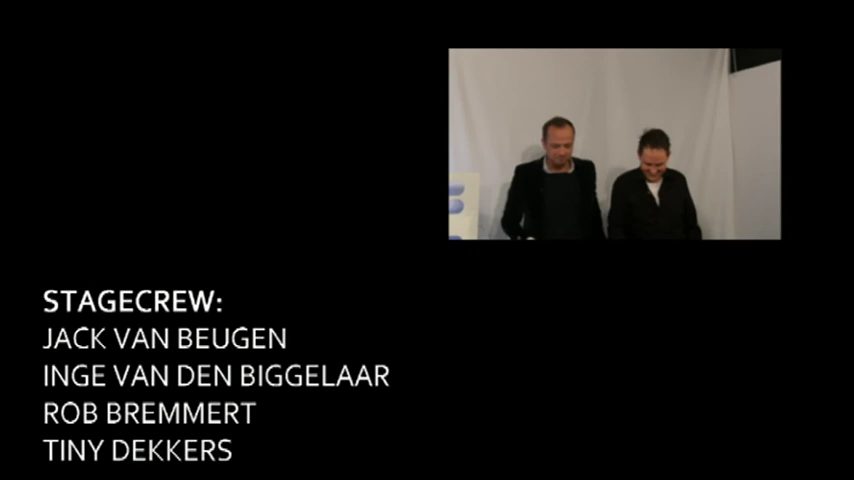 STAGECREW:
JACK VAN BEUGEN
INGE VAN DEN BIGGELAAR
ROB BREMMERT
TINY DEKKERS